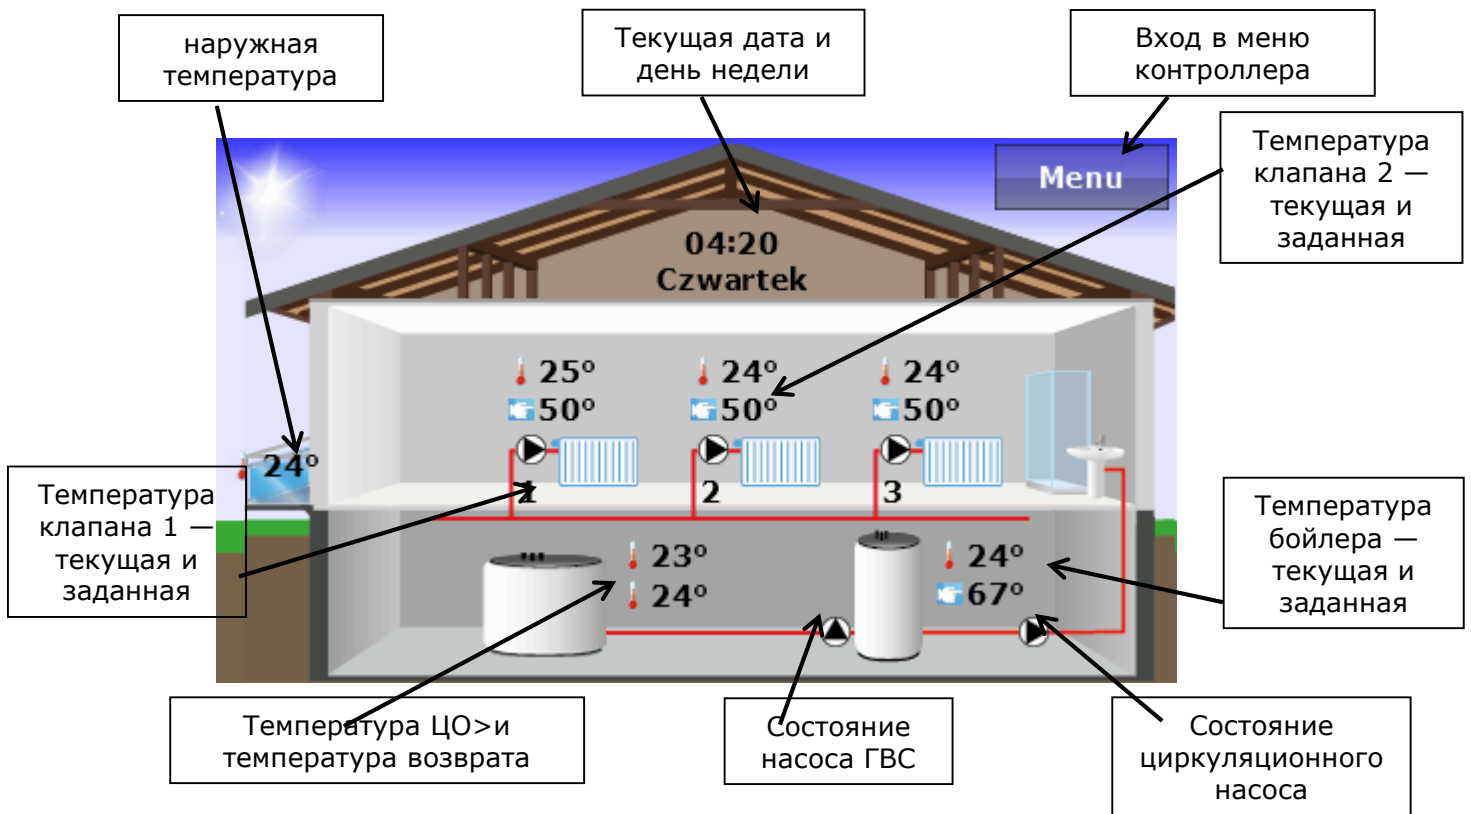 наружная
температура
Текущая дата и
день недели
Вход в меню
контроллера
Температура
клапана 2 —
текущая и
заданная
Menu
04:20
Czwartek
25°
24°
24°
50°
50°
50°
24°
1
2
3
Температура
клапана 1 —
текущая и
заданная
23°
24°
24°
67°
Температура
бойлера —
текущая и
заданная
Температура ЦО>и
температура возврата
Состояние
насоса ГВС
Состояние
циркуляционного
насоса